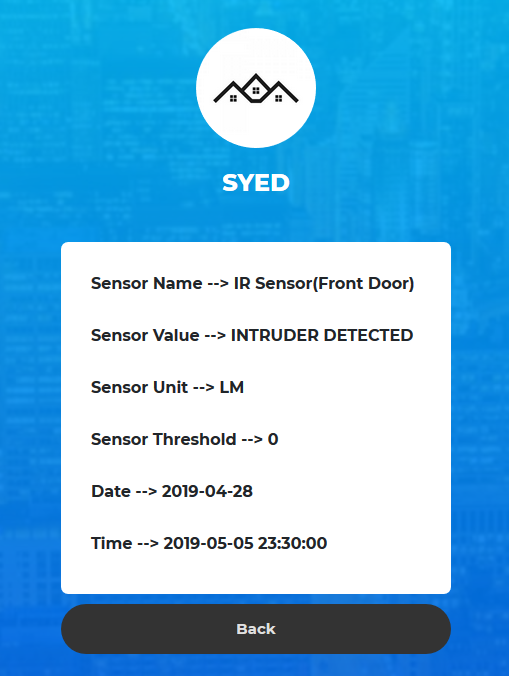 SYED
Sensor Name --> IR Sensor(Front Door)
Sensor Value --> INTRUDER DETECTED
Sensor Unit --> LM
Sensor Threshold --> 0
Date --> 2019-04-28
Time --> 2019-05-05 23:30:00
Back